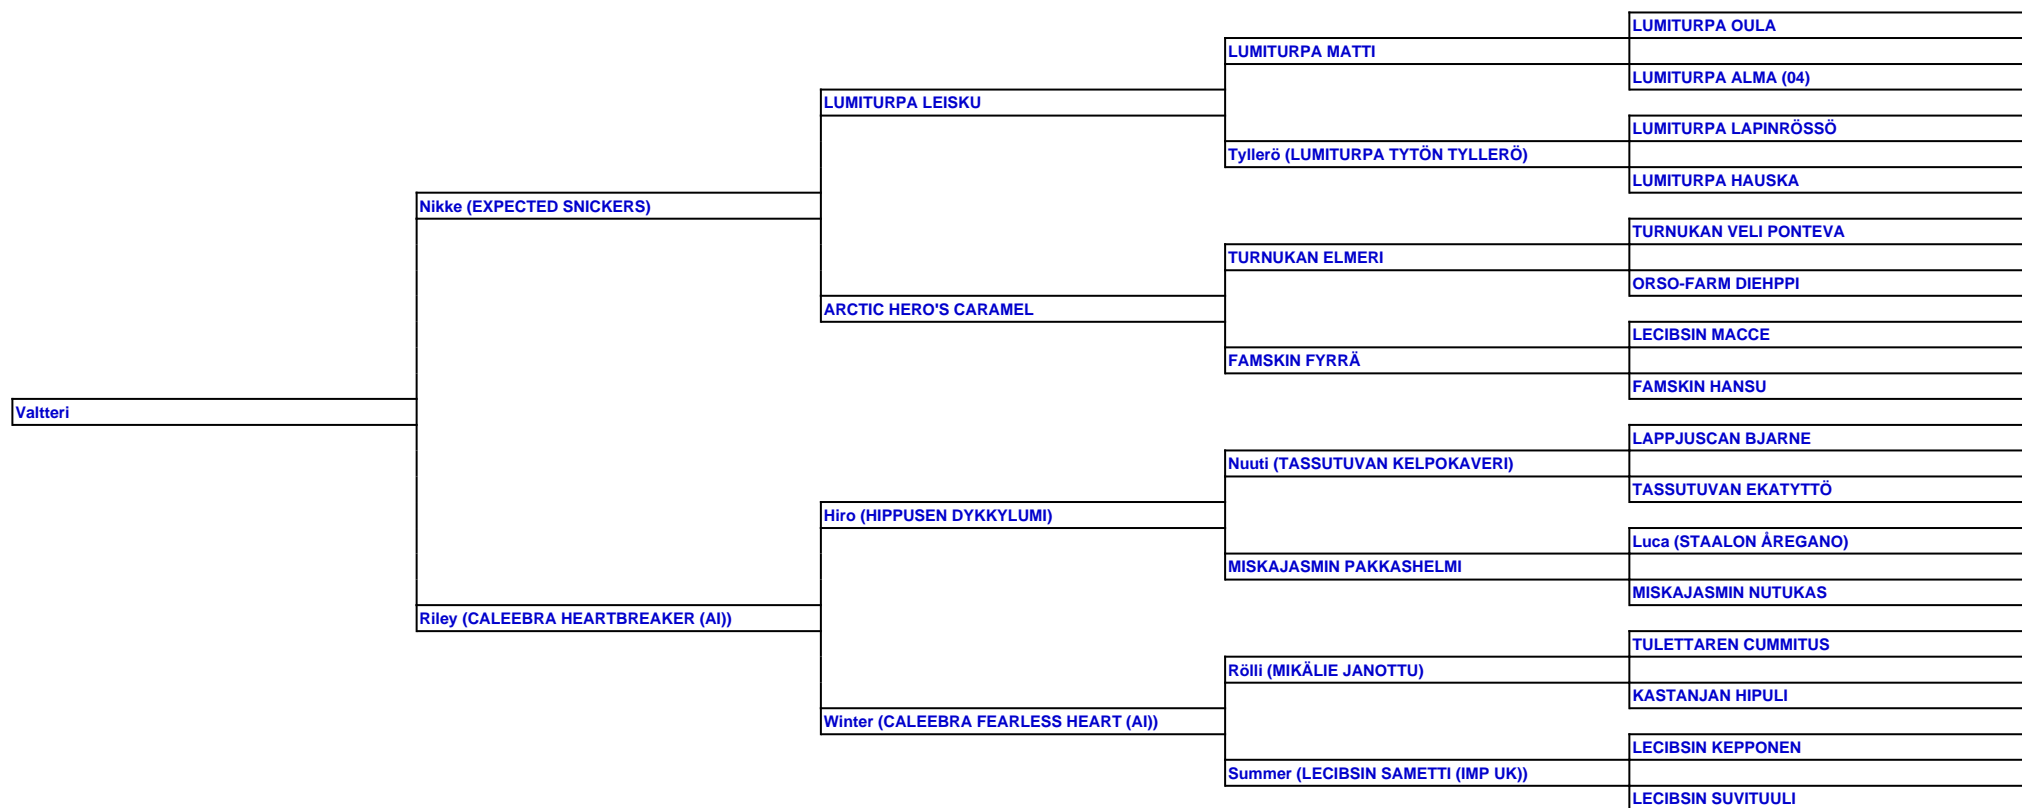 LUMITURPA OULA
LUMITURPA MATTI
LUMITURPA ALMA (04)
LUMITURPA LEISKU
LUMITURPA LAPINRÖSSÖ
Tyllerö (LUMITURPA TYTÖN TYLLERÖ)
LUMITURPA HAUSKA
Nikke (EXPECTED SNICKERS)
TURNUKAN VELI PONTEVA
TURNUKAN ELMERI
ORSO-FARM DIEHPPI
ARCTIC HERO'S CARAMEL
LECIBSIN MACCE
FAMSKIN FYRRÄ
FAMSKIN HANSU
Valtteri
LAPPJUSCAN BJARNE
Nuuti (TASSUTUVAN KELPOKAVERI)
TASSUTUVAN EKATYTTÖ
Hiro (HIPPUSEN DYKKYLUMI)
Luca (STAALON ÅREGANO)
MISKAJASMIN PAKKASHELMI
MISKAJASMIN NUTUKAS
Riley (CALEEBRA HEARTBREAKER (AI))
TULETTAREN CUMMITUS
Rölli (MIKÄLIE JANOTTU)
KASTANJAN HIPULI
Winter (CALEEBRA FEARLESS HEART (AI))
LECIBSIN KEPPONEN
Summer (LECIBSIN SAMETTI (IMP UK))
LECIBSIN SUVITUULI